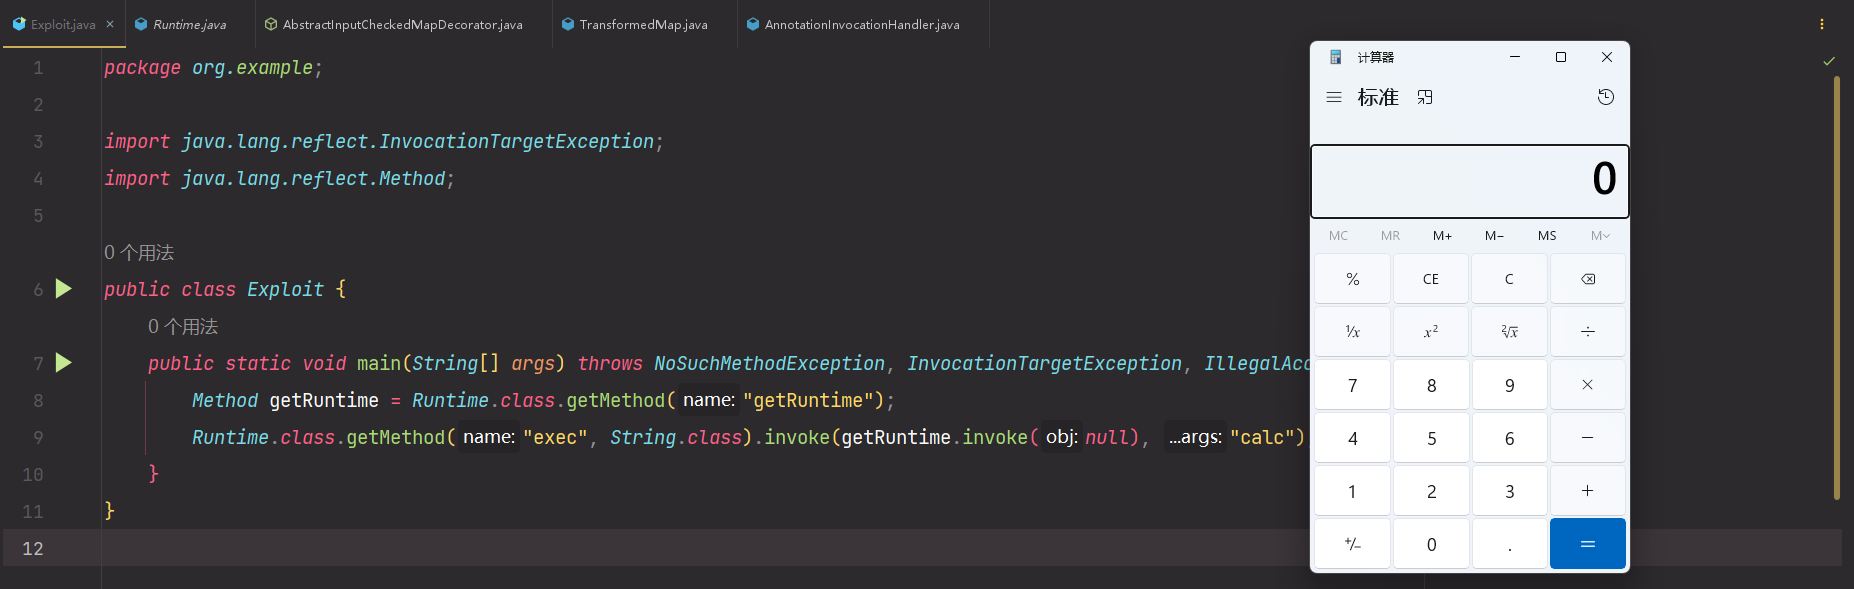 Exploit.java Runtime.java AbstractInputCheckedMapDecorator.java TransformedMap.java AnnotationInvocationHandler.java
1 package org.example;
2
3 import java.lang.reflect.InvocationTargetException;
4 import java.lang.reflect.Method;
5
0 个用法
6 public class Exploit {
0 个用法
7 public static void main(String[] args) throws NoSuchMethodException, InvocationTargetException, IllegalAcc
8 Method getRuntime = Runtime.class.getMethod( name: "getRuntime");
9 Runtime.class.getMethod( name: "exec", String.class).invoke(getRuntime.invoke( obj: null), ...args: "calc")
10 }
11 }
12
计算器
标准
0
MC MR M+ M− MS M
% CE C
¹/x x² ²√x ÷
7 8 9 ×
4 5 6 −
1 2 3 +
+/− 0 . =